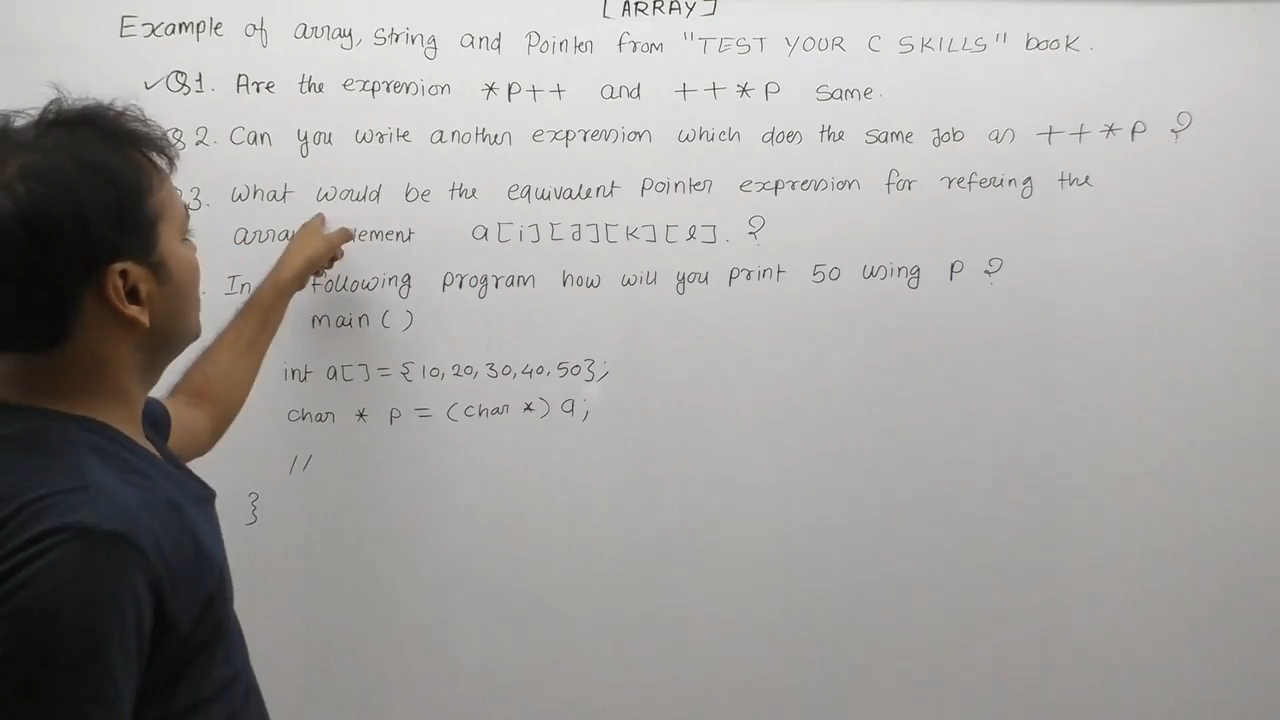 [ARRAY]
Example of array, string and Pointer from "TEST YOUR C SKILLS" book.
✓Q1. Are the expression *P++ and ++*P same.
Q2. Can you write another expression which does the same Job as ++*P ?
3. What would be the equivalent Pointer expression for refering the
array element a[i][j][k][l]. ?
. In following program how will you print 50 using P ?
main ( )
int a[] = {10, 20, 30, 40, 50};
char * p = (char *) a;
//
}